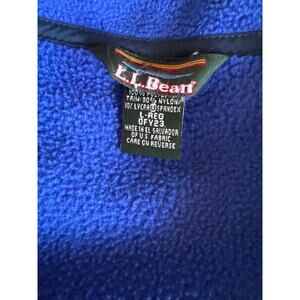 L.L.Bean
TRIM: 90% NYLON
10% LYCRA SPANDEX
L-REG
0FY23
MADE IN EL SALVADOR
OF U.S. FABRIC
CARE ON REVERSE